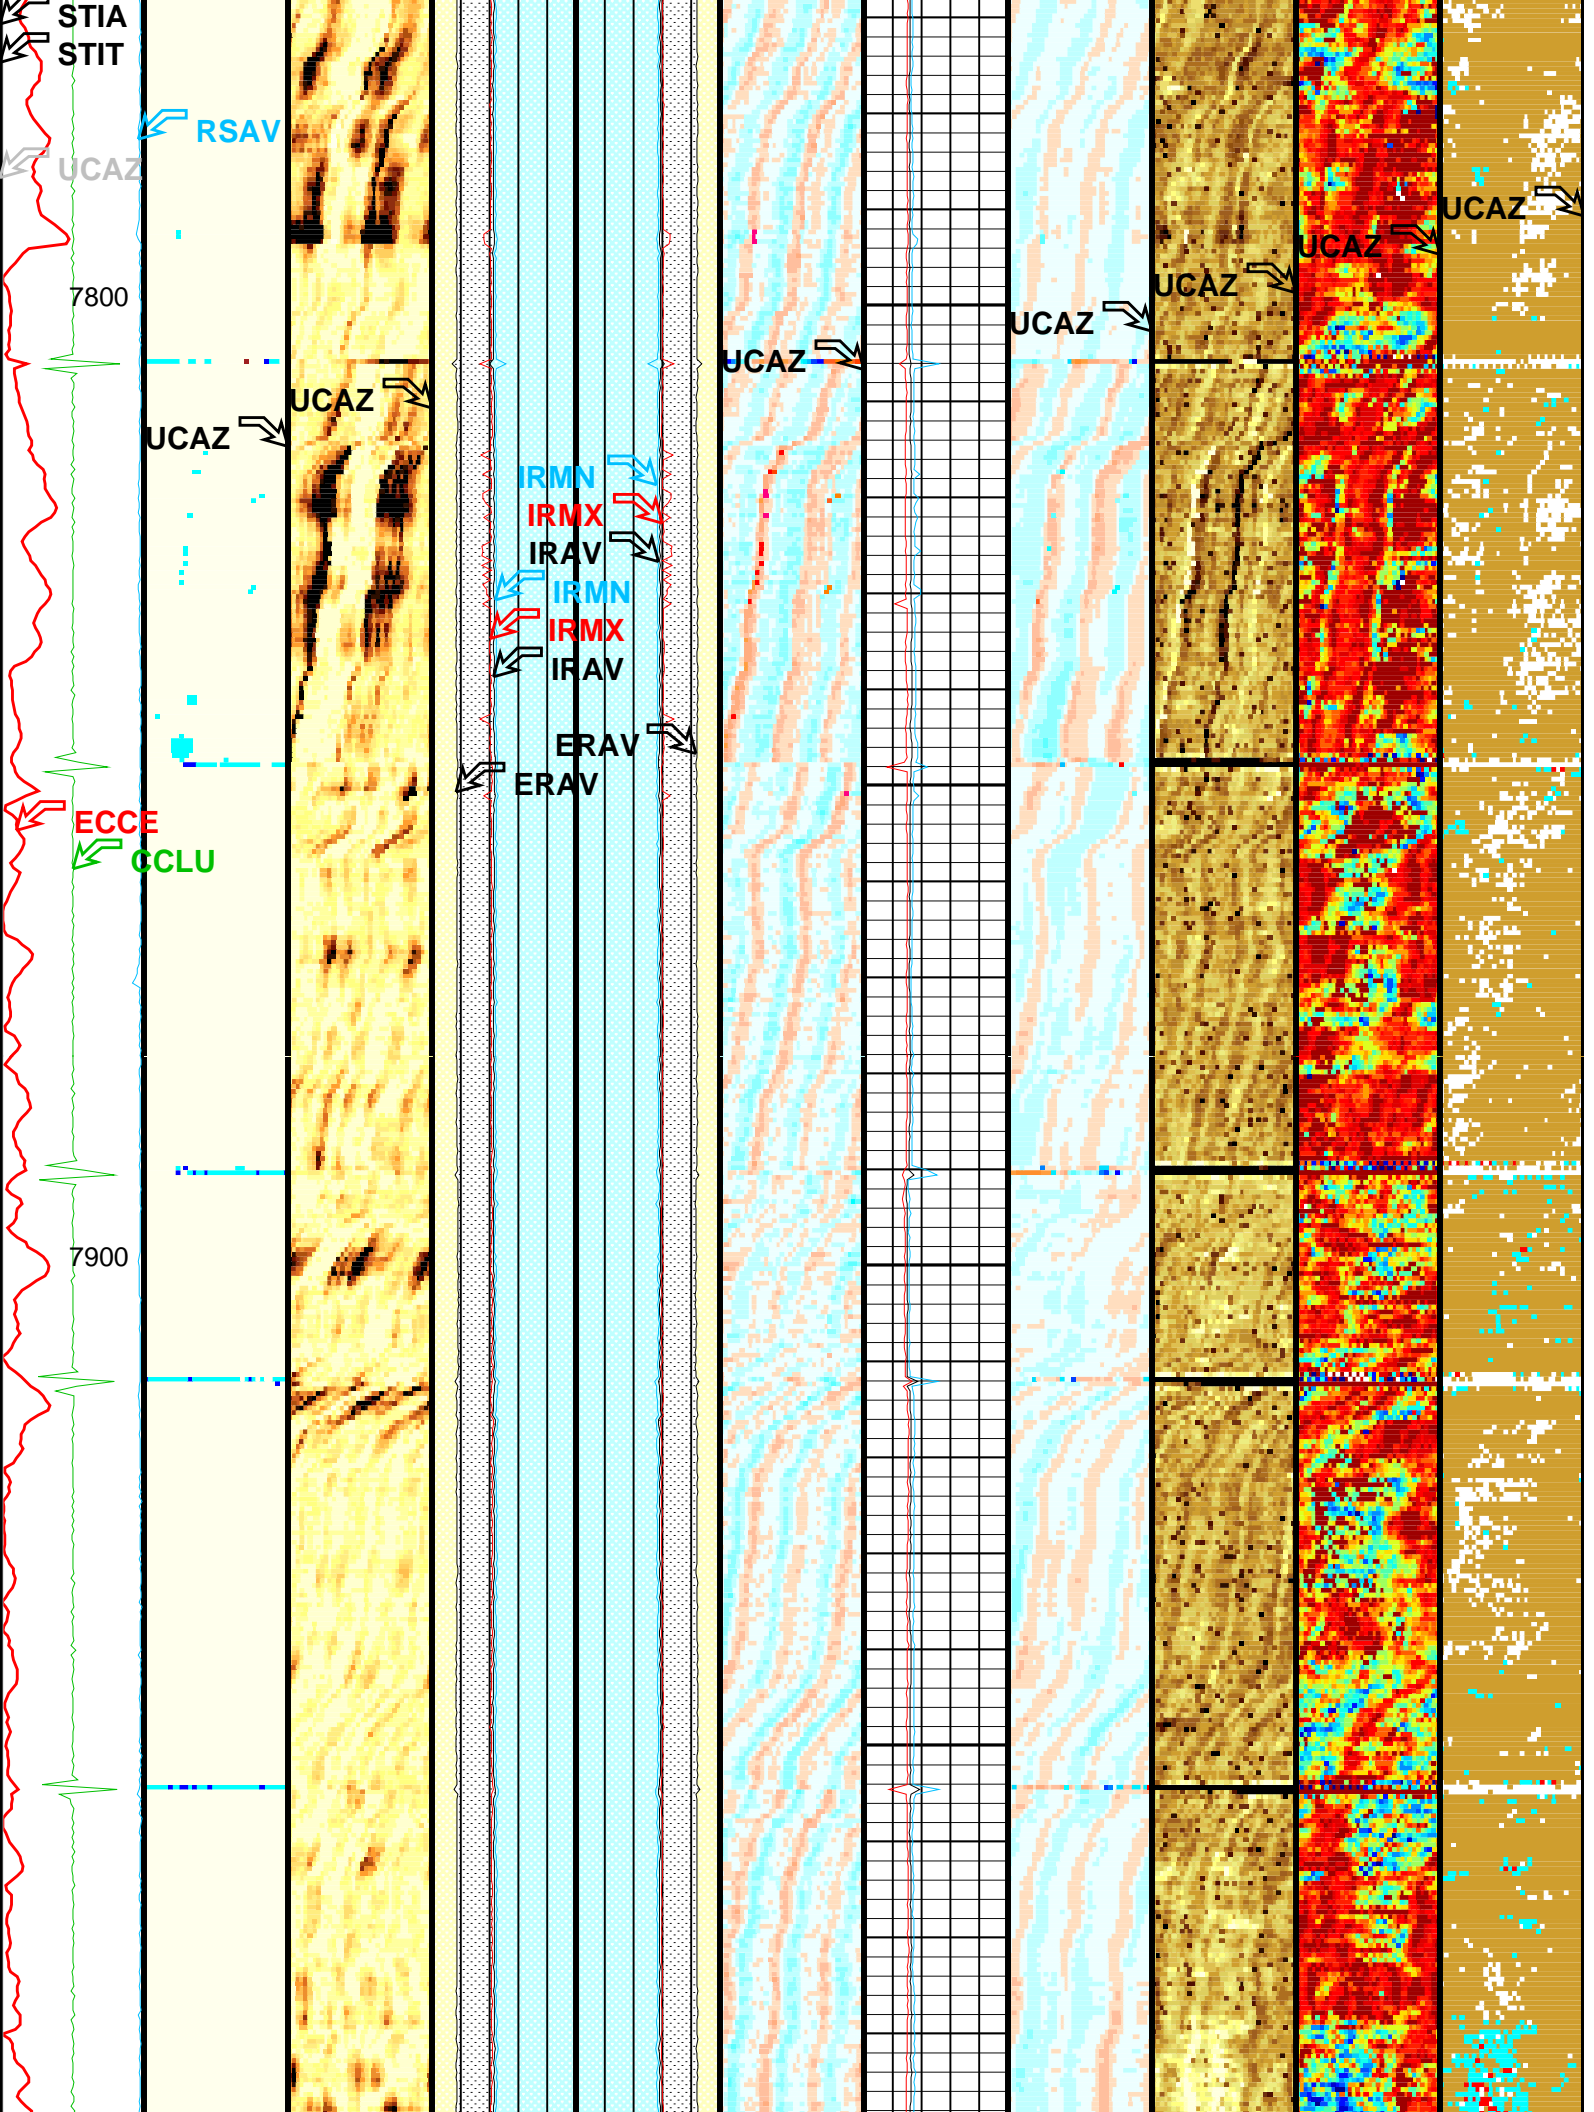 STIA
STIT
RSAV
UCAZ
UCAZ
UCAZ
UCAZ
7800
UCAZ
UCAZ
UCAZ
UCAZ
IRMN
IRMX
IRAV
IRMN
IRMX
IRAV
ERAV
ERAV
ECCE
CCLU
7900